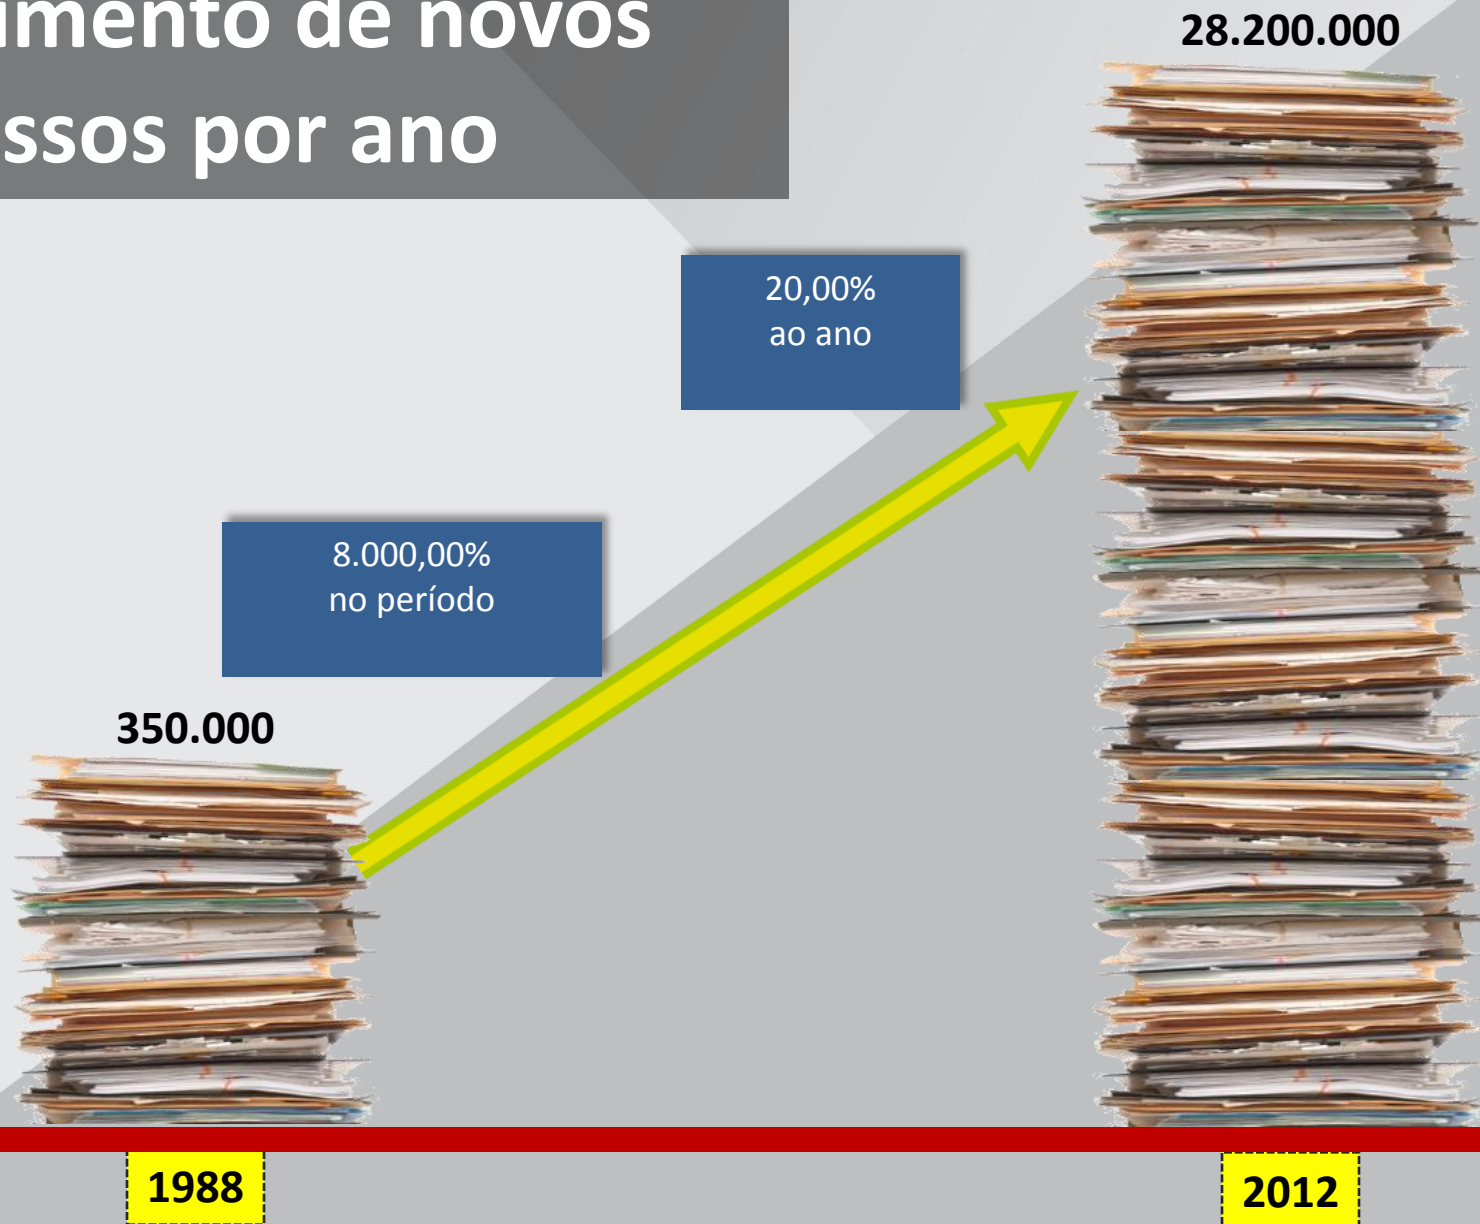 imento de novos
ssos por ano
28.200.000
20,00%
ao ano
8.000,00%
no período
350.000
1988
2012